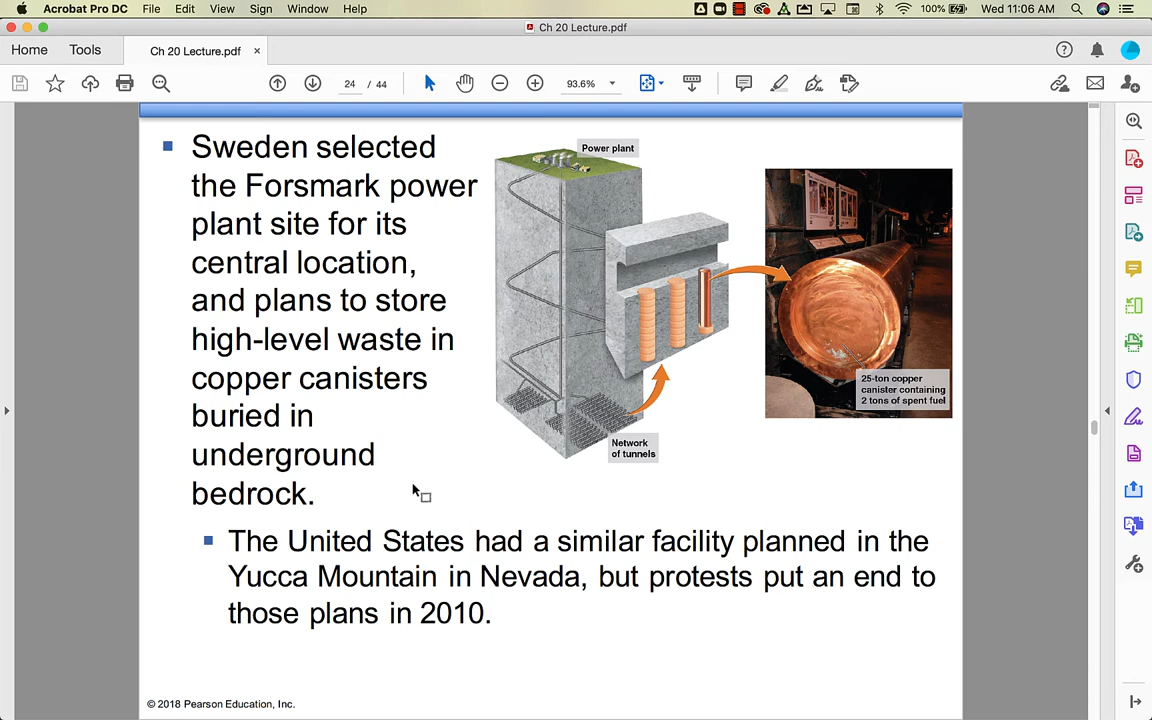 Acrobat Pro DC File Edit View Sign Window Help 100% Wed 11:06 AM
Ch 20 Lecture.pdf
Home Tools Ch 20 Lecture.pdf ×
24 / 44 93.6%
Sweden selected
the Forsmark power
plant site for its
central location,
and plans to store
high-level waste in
copper canisters
buried in
underground
bedrock.
Power plant
Network
of tunnels
25-ton copper
canister containing
2 tons of spent fuel
The United States had a similar facility planned in the
Yucca Mountain in Nevada, but protests put an end to
those plans in 2010.
© 2018 Pearson Education, Inc.